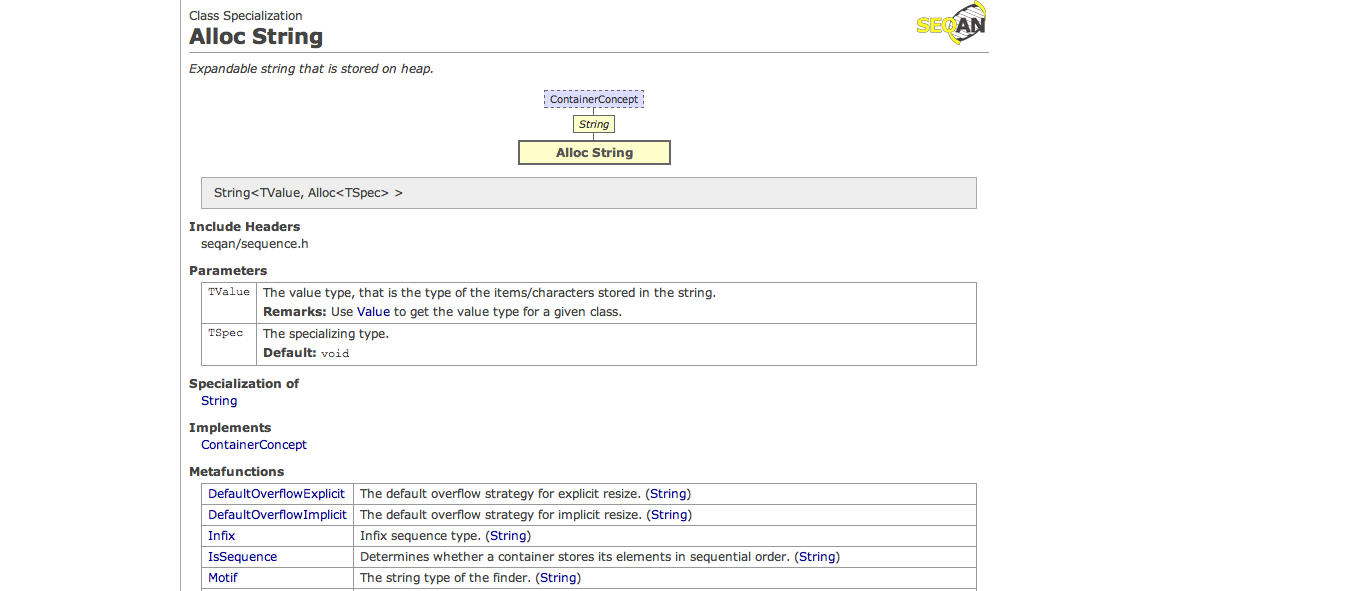 Class Specialization
Alloc String
SEQAN
Expandable string that is stored on heap.
ContainerConcept
String
Alloc String
String<TValue, Alloc<TSpec> >
Include Headers
seqan/sequence.h
Parameters
TValue The value type, that is the type of the items/characters stored in the string.
Remarks: Use Value to get the value type for a given class.
TSpec The specializing type.
Default: void
Specialization of
String
Implements
ContainerConcept
Metafunctions
DefaultOverflowExplicit The default overflow strategy for explicit resize. (String)
DefaultOverflowImplicit The default overflow strategy for implicit resize. (String)
Infix Infix sequence type. (String)
IsSequence Determines whether a container stores its elements in sequential order. (String)
Motif The string type of the finder. (String)